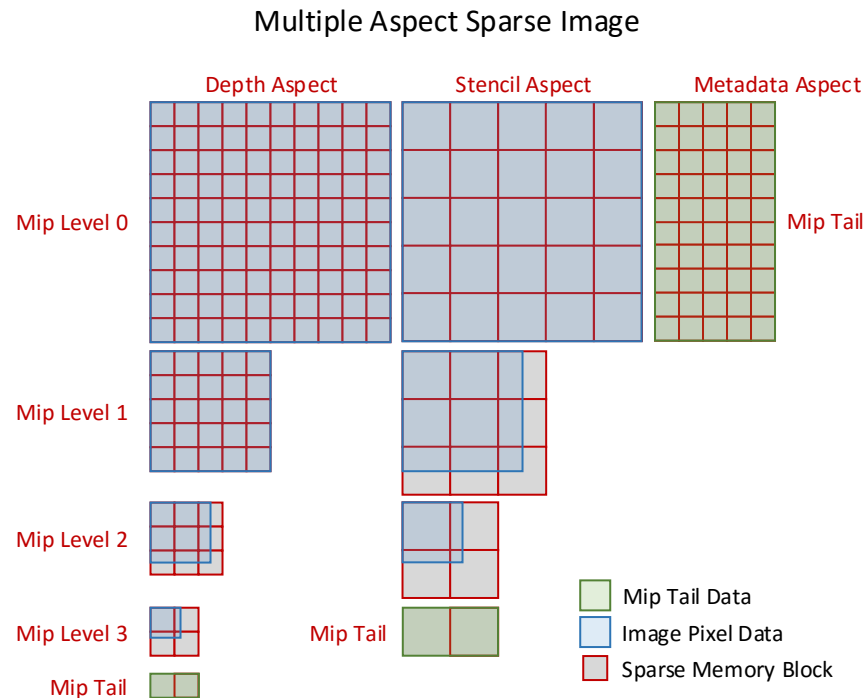 Multiple Aspect Sparse Image
Depth Aspect
Stencil Aspect
Metadata Aspect
Mip Level 0
Mip Tail
Mip Level 1
Mip Level 2
Mip Level 3
Mip Tail
Mip Tail
Mip Tail Data
Image Pixel Data
Sparse Memory Block